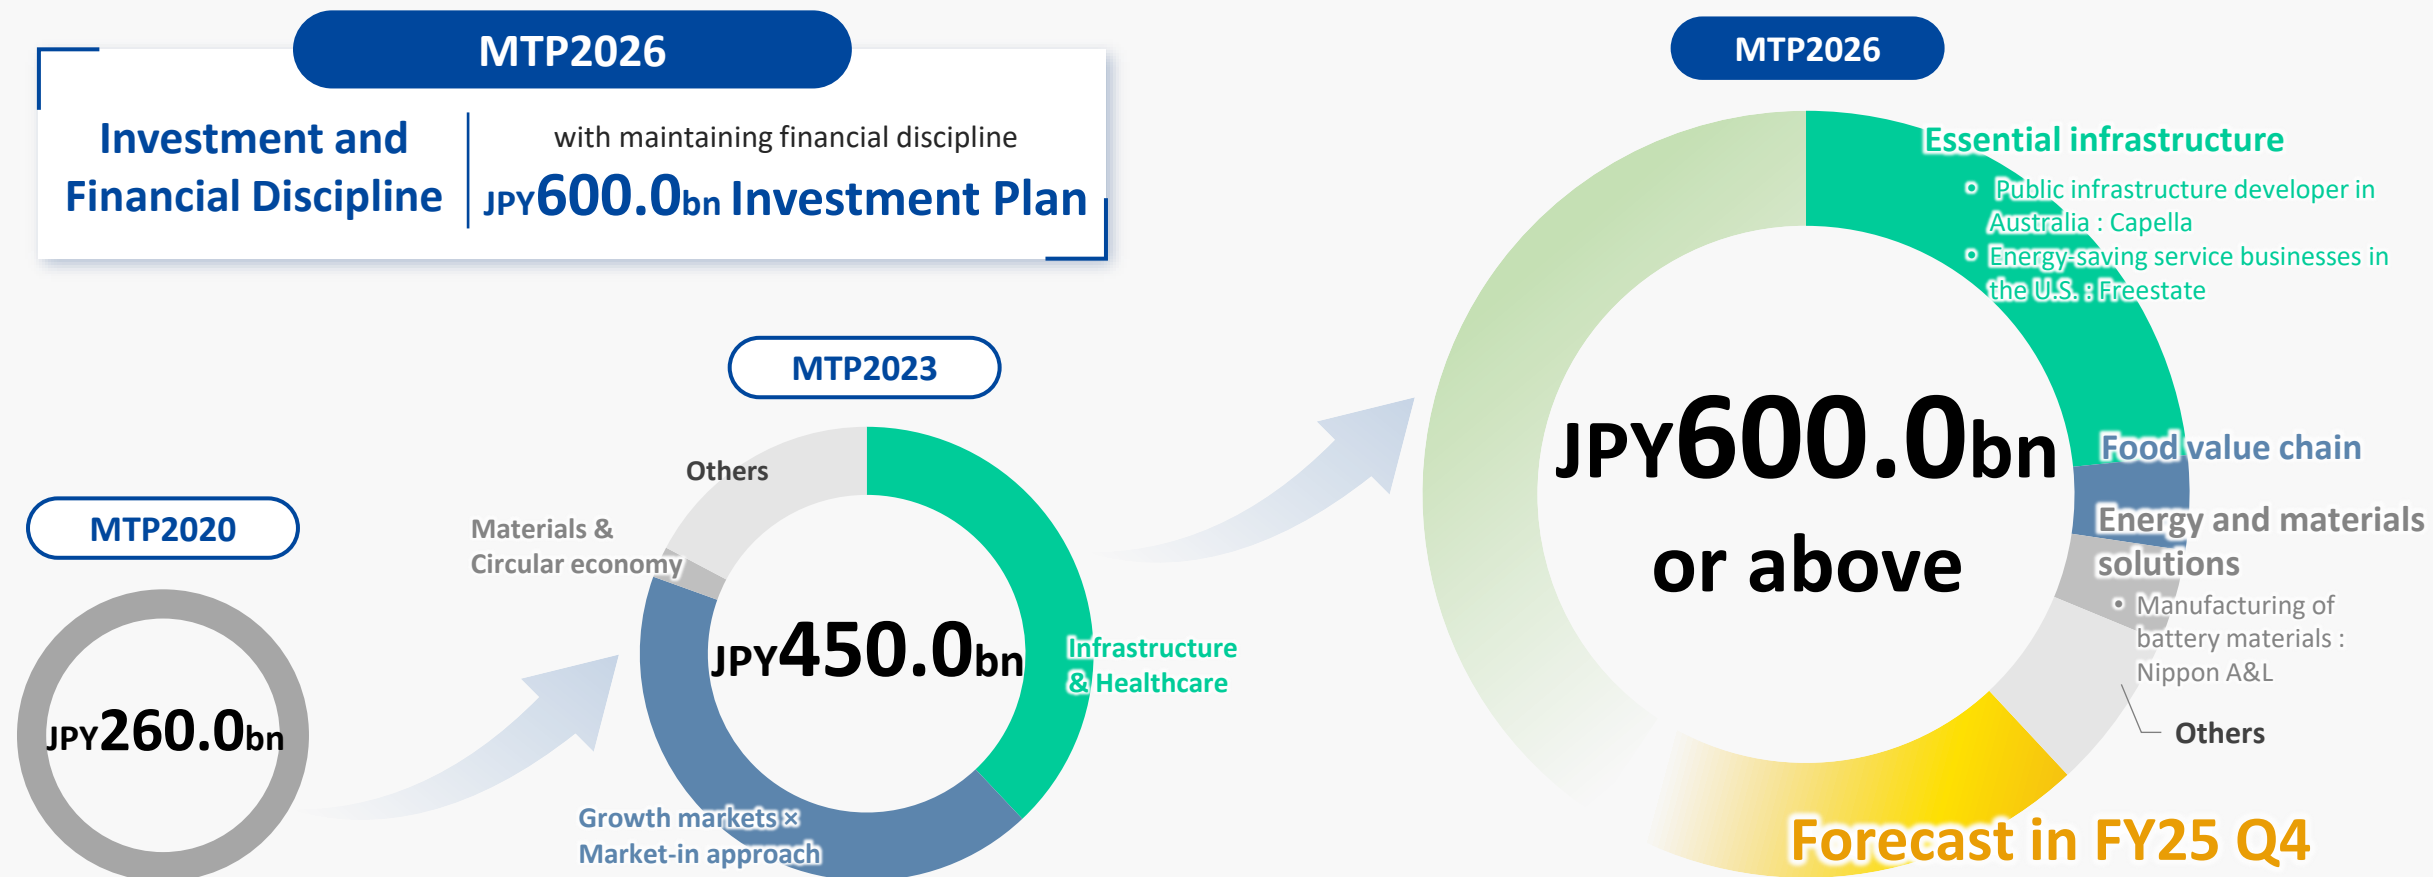 MTP2026
Investment and
Financial Discipline
with maintaining financial discipline
JPY600.0bn Investment Plan
MTP2020
JPY260.0bn
MTP2023
Others
Materials &
Circular economy
JPY450.0bn
Infrastructure
& Healthcare
Growth markets ×
Market-in approach
MTP2026
Essential infrastructure
• Public infrastructure developer in
Australia : Capella
• Energy-saving service businesses in
the U.S. : Freestate
JPY600.0bn
or above
Food value chain
Energy and materials
solutions
• Manufacturing of
battery materials :
Nippon A&L
Others
Forecast in FY25 Q4